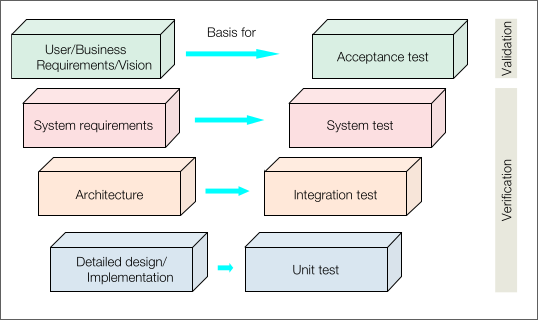 Basis for
User/Business
Requirements/Vision
Acceptance test
Validation
System requirements
System test
Architecture
Integration test
Verification
Detailed design/
Implementation
Unit test